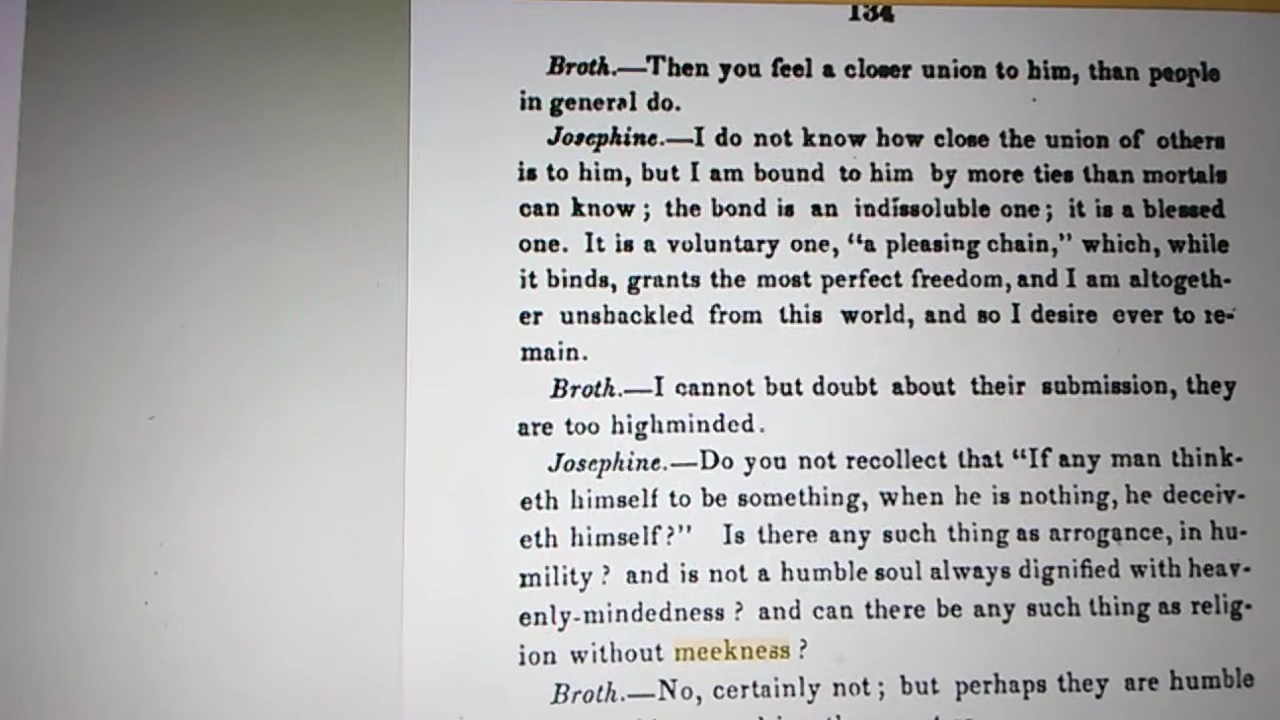 134
Broth.—Then you feel a closer union to him, than people
in general do.
Josephine.—I do not know how close the union of others
is to him, but I am bound to him by more ties than mortals
can know; the bond is an indissoluble one; it is a blessed
one. It is a voluntary one, “a pleasing chain,” which, while
it binds, grants the most perfect freedom, and I am altogeth-
er unshackled from this world, and so I desire ever to re-
main.
Broth.—I cannot but doubt about their submission, they
are too highminded.
Josephine.—Do you not recollect that “If any man think-
eth himself to be something, when he is nothing, he deceiv-
eth himself?” Is there any such thing as arrogance, in hu-
mility? and is not a humble soul always dignified with heav-
enly-mindedness? and can there be any such thing as relig-
ion without meekness?
Broth.—No, certainly not; but perhaps they are humble